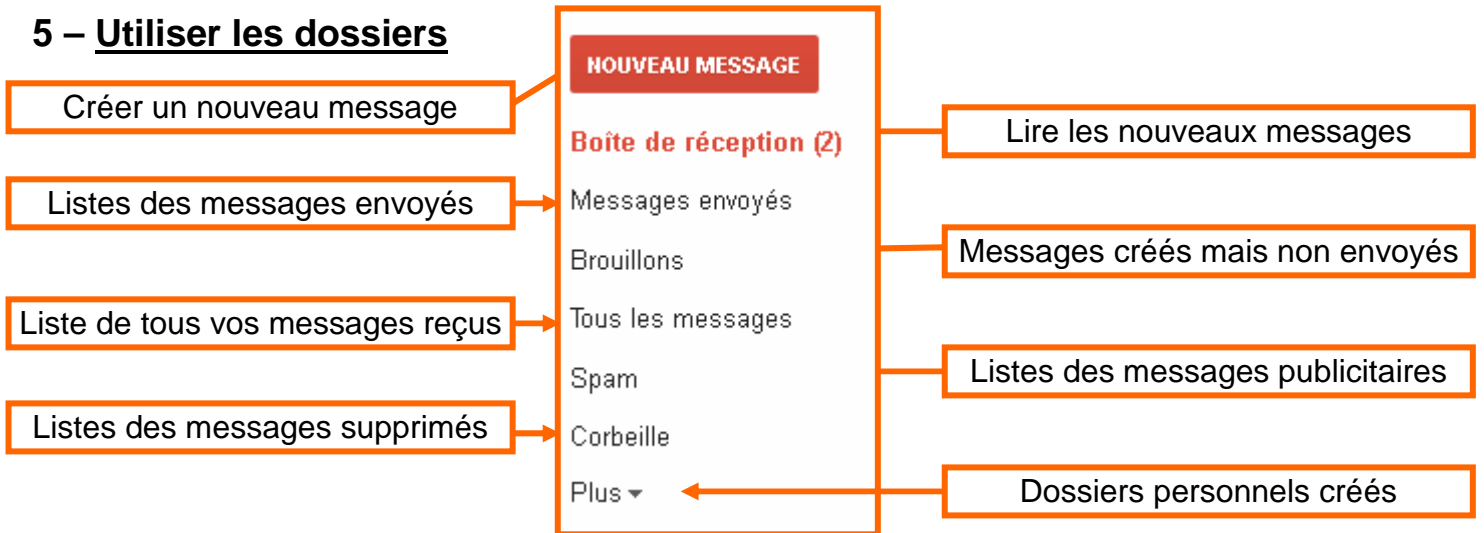 5 – Utiliser les dossiers
NOUVEAU MESSAGE
Créer un nouveau message
Boîte de réception (2)
Lire les nouveaux messages
Listes des messages envoyés
Messages envoyés
Brouillons
Messages créés mais non envoyés
Liste de tous vos messages reçus
Tous les messages
Spam
Listes des messages publicitaires
Listes des messages supprimés
Corbeille
Plus
Dossiers personnels créés